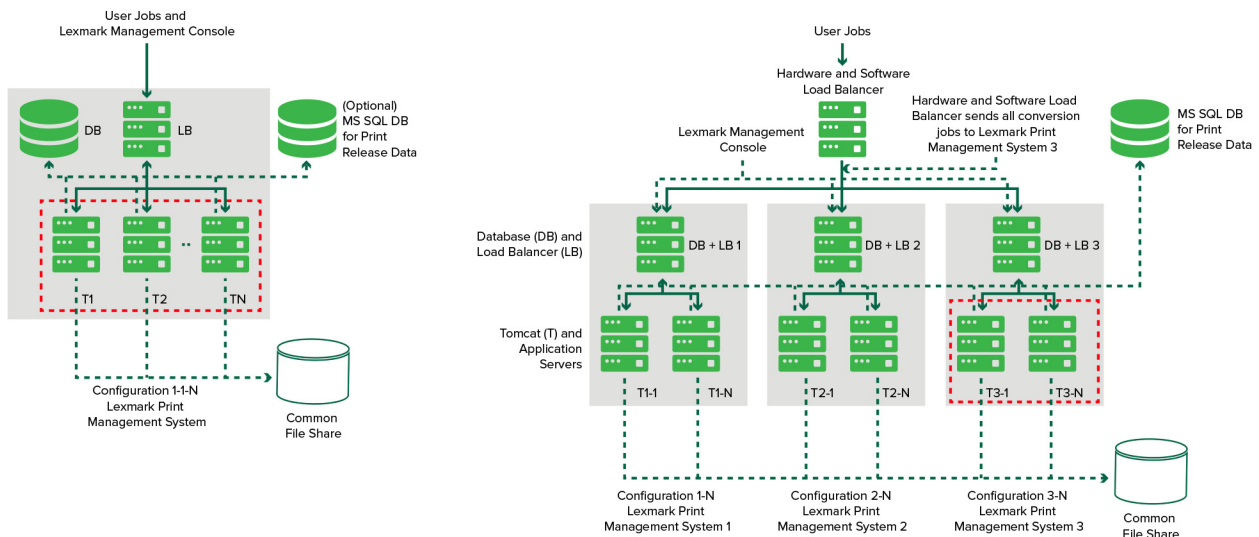 User Jobs and
Lexmark Management Console
DB
LB
(Optional)
MS SQL DB
for Print
Release Data
T1
T2
TN
Configuration 1-1-N
Lexmark Print
Management System
Common
File Share
User Jobs
Hardware and Software
Load Balancer
Lexmark Management
Console
Hardware and Software Load
Balancer sends all conversion
jobs to Lexmark Print
Management System 3
MS SQL DB
for Print
Release Data
Database (DB) and
Load Balancer (LB)
DB + LB 1
DB + LB 2
DB + LB 3
Tomcat (T) and
Application
Servers
T1-1
T1-N
T2-1
T2-N
T3-1
T3-N
Configuration 1-N
Lexmark Print
Management System 1
Configuration 2-N
Lexmark Print
Management System 2
Configuration 3-N
Lexmark Print
Management System 3
Common
File Share